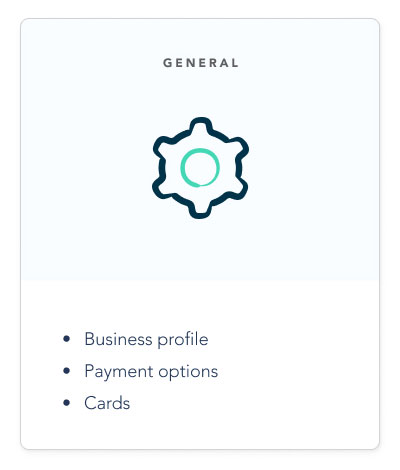 GENERAL
• Business profile
• Payment options
• Cards